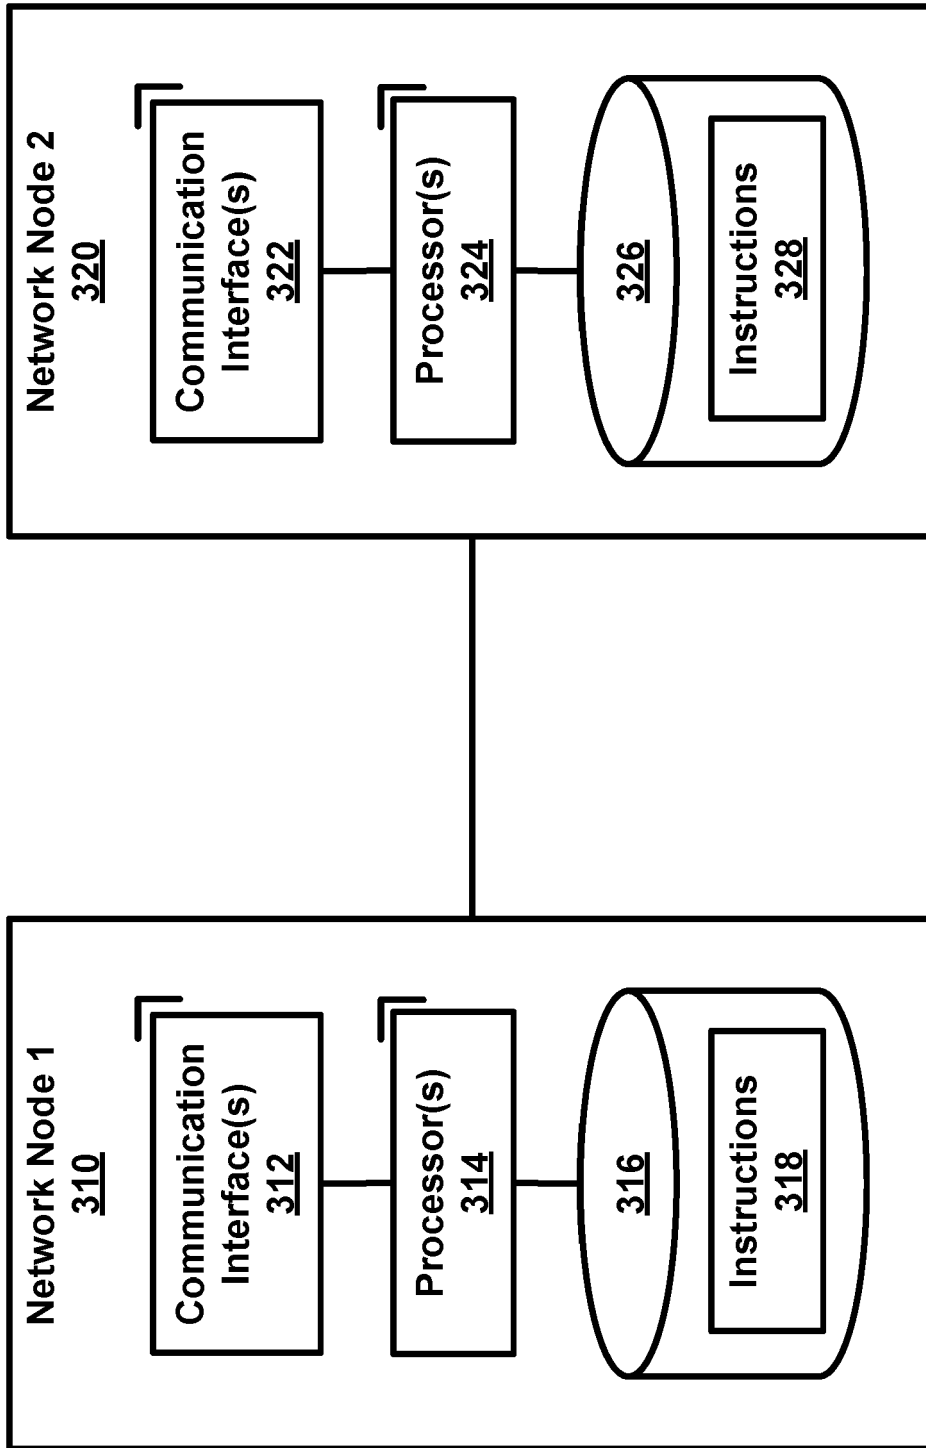 Network Node 1
310
Communication
Interface(s)
312
Processor(s)
314
316
Instructions
318
Network Node 2
320
Communication
Interface(s)
322
Processor(s)
324
326
Instructions
328